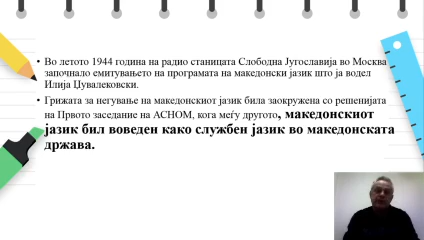 • Во летото 1944 година на радио станицата Слободна Југославија во Москва
започнало емитувањето на програмата на македонски јазик што ја водел
Илија Џувалековски.
• Грижата за негување на македонскиот јазик била заокружена со решенијата
на Првото заседание на АСНОМ, кога меѓу другото, македонскиот
јазик бил воведен како службен јазик во македонската
држава.